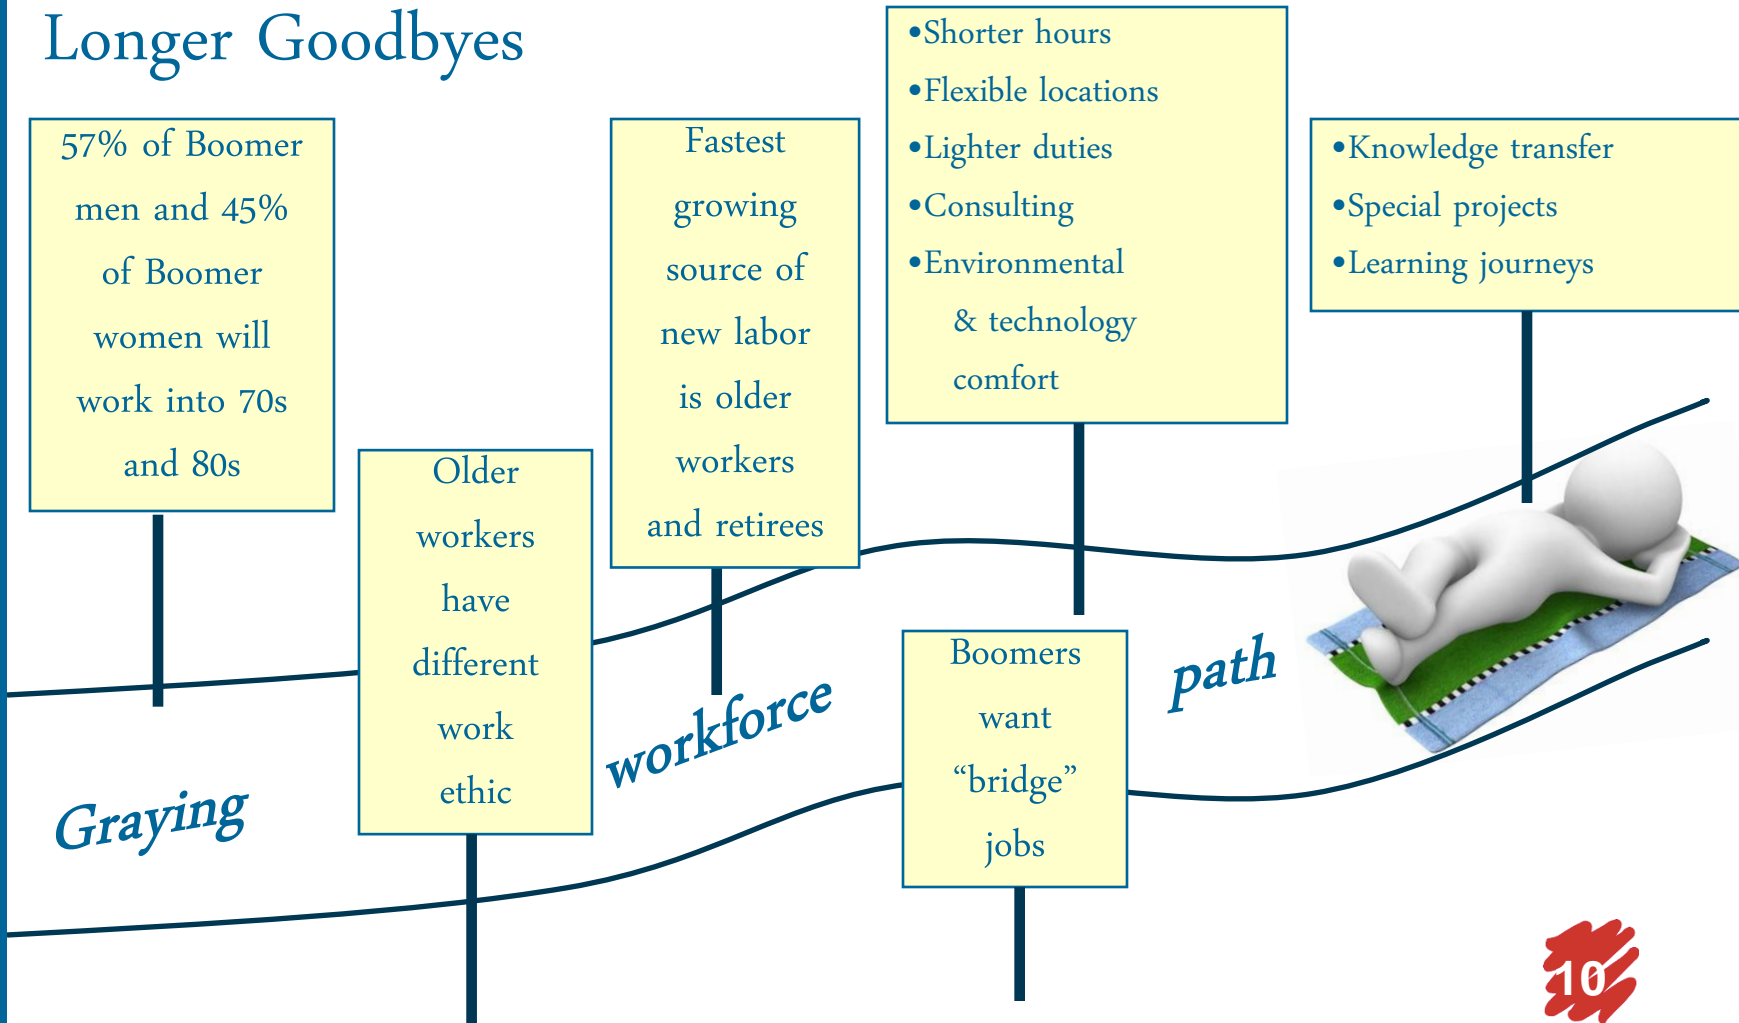 Longer Goodbyes
57% of Boomer
men and 45%
of Boomer
women will
work into 70s
and 80s
Older
workers
have
different
work
ethic
Fastest
growing
source of
new labor
is older
workers
and retirees
•Shorter hours
•Flexible locations
•Lighter duties
•Consulting
•Environmental
& technology
comfort
Boomers
want
“bridge”
jobs
•Knowledge transfer
•Special projects
•Learning journeys
Graying
workforce
path
10